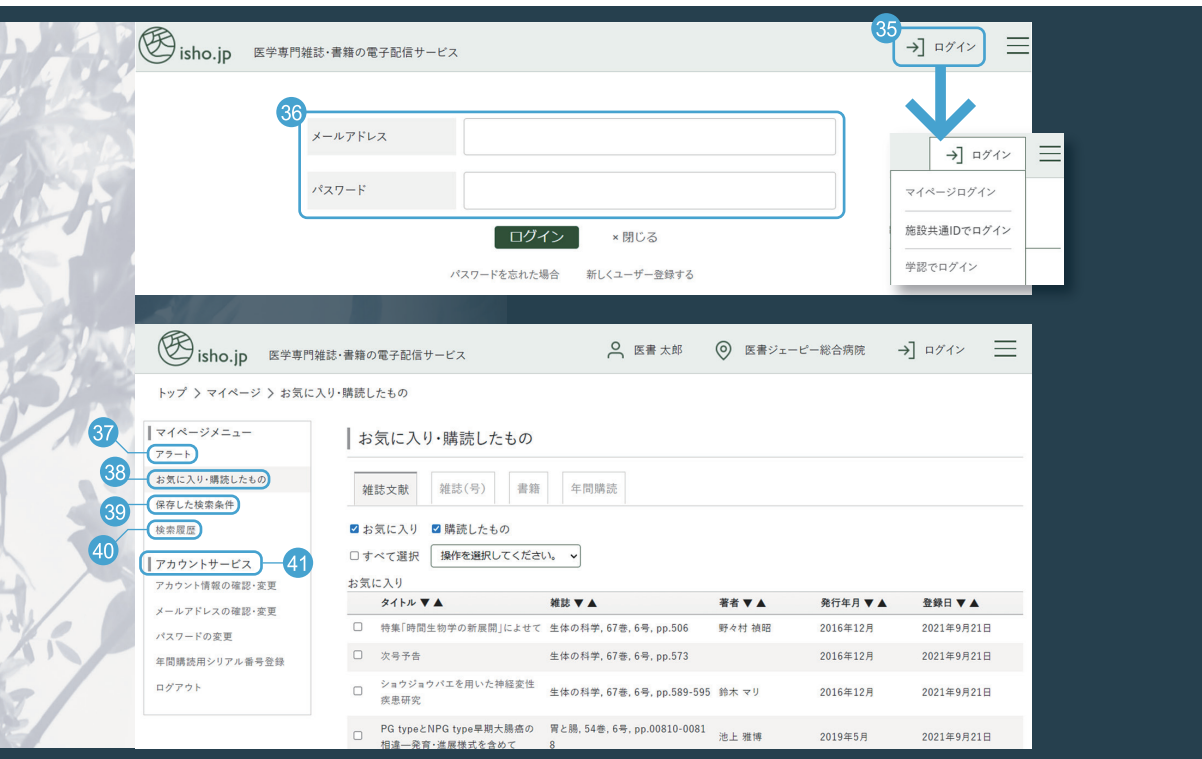 医 isho.jp 医学専門雑誌・書籍の電子配信サービス
35
ログイン
36
メールアドレス
パスワード
ログイン ×閉じる
パスワードを忘れた場合 新しくユーザー登録する
ログイン
マイページログイン
施設共通IDでログイン
学認でログイン
医 isho.jp 医学専門雑誌・書籍の電子配信サービス 医書 太郎 医書ジェーピー総合病院 ログイン
トップ > マイページ > お気に入り・購読したもの
マイページメニュー
37 アラート
38 お気に入り・購読したもの
39 保存した検索条件
40 検索履歴
アカウントサービス 41
アカウント情報の確認・変更
メールアドレスの確認・変更
パスワードの変更
年間購読用シリアル番号登録
ログアウト
お気に入り・購読したもの
雑誌文献 雑誌(号) 書籍 年間購読
お気に入り 購読したもの
すべて選択 操作を選択してください。
お気に入り
タイトル ▼ ▲ 雑誌 ▼ ▲ 著者 ▼ ▲ 発行年月 ▼ ▲ 登録日 ▼ ▲
特集「時間生物学の新展開」によせて 生体の科学, 67巻, 6号, pp.506 野々村 禎昭 2016年12月 2021年9月21日
次号予告 生体の科学, 67巻, 6号, pp.573 2016年12月 2021年9月21日
ショウジョウバエを用いた神経変性
疾患研究 生体の科学, 67巻, 6号, pp.589-595 鈴木 マリ 2016年12月 2021年9月21日
PG typeとNPG type早期大腸癌の 胃と腸, 54巻, 6号, pp.00810-0081
相違—発育・進展様式を含めて 8 池上 雅博 2019年5月 2021年9月21日